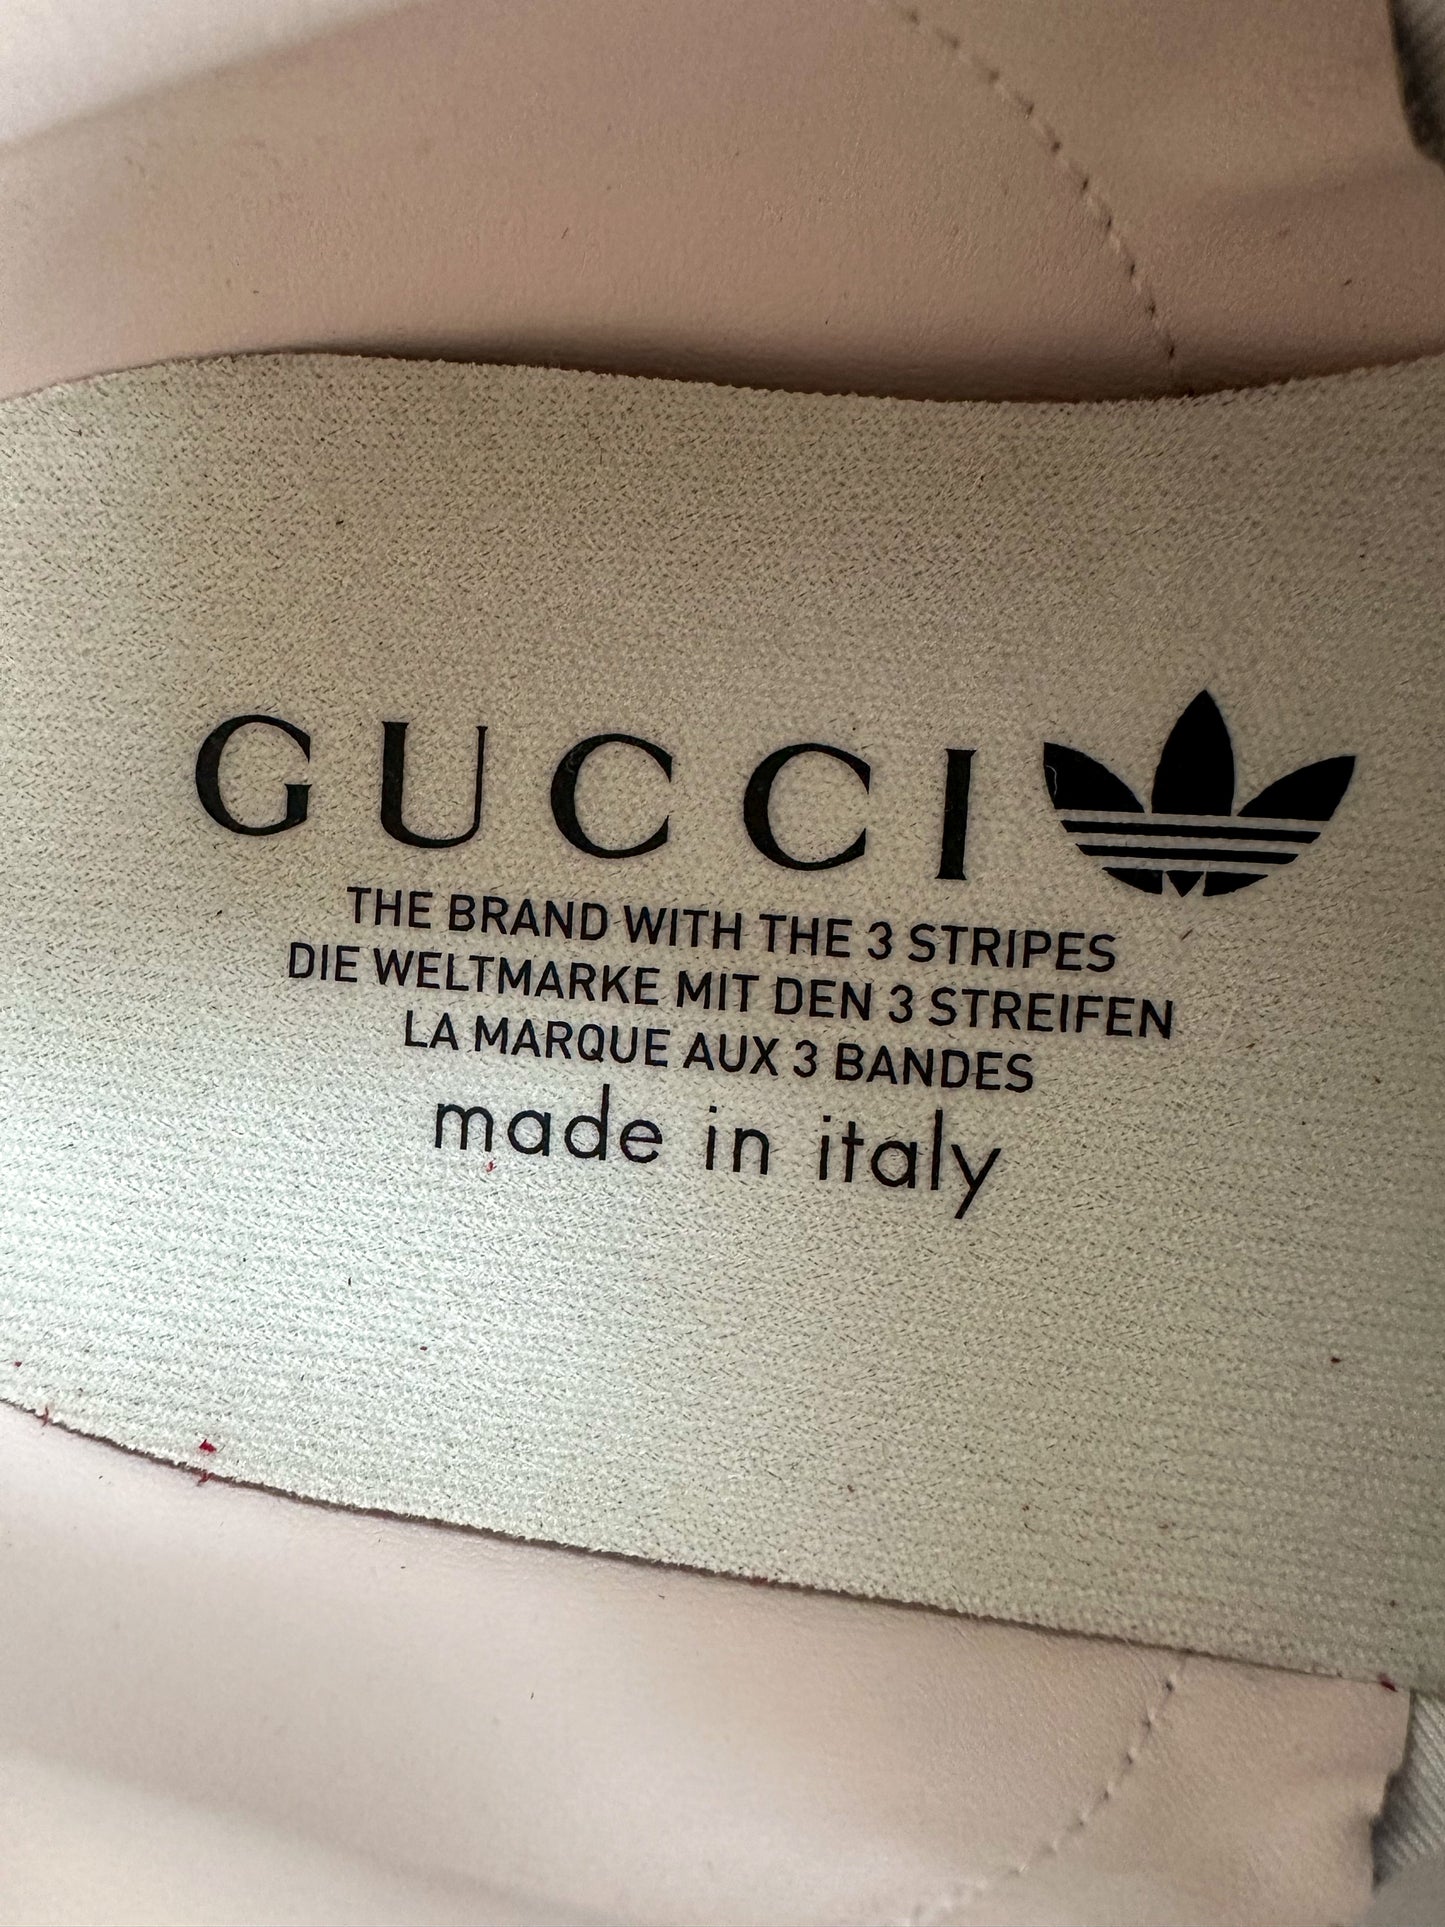 GUCCI
THE BRAND WITH THE 3 STRIPES
DIE WELTMARKE MIT DEN 3 STREIFEN
LA MARQUE AUX 3 BANDES
made in italy